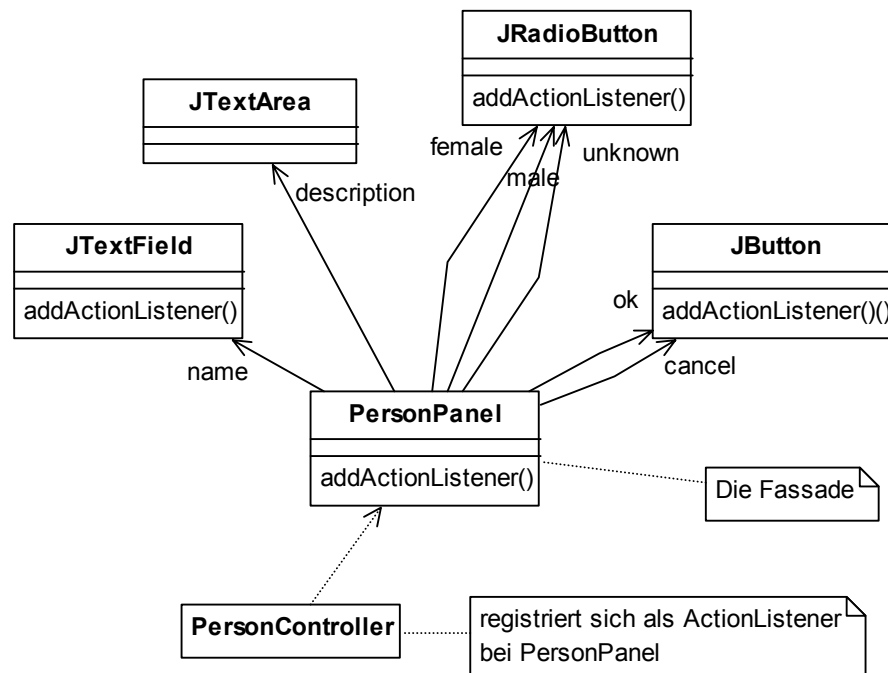 JRadioButton
addActionListener()
JTextArea
female
unknown
male
description
JTextField
addActionListener()
JButton
addActionListener()()
ok
cancel
name
PersonPanel
addActionListener()
Die Fassade
PersonController
registriert sich als ActionListener
bei PersonPanel